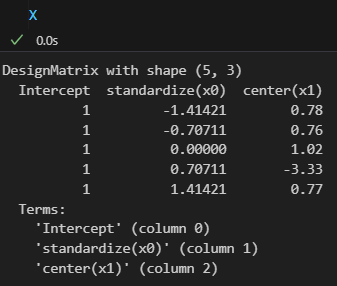 X
✓ 0.0s
DesignMatrix with shape (5, 3)
Intercept standardize(x0) center(x1)
1 -1.41421 0.78
1 -0.70711 0.76
1 0.00000 1.02
1 0.70711 -3.33
1 1.41421 0.77
Terms:
'Intercept' (column 0)
'standardize(x0)' (column 1)
'center(x1)' (column 2)